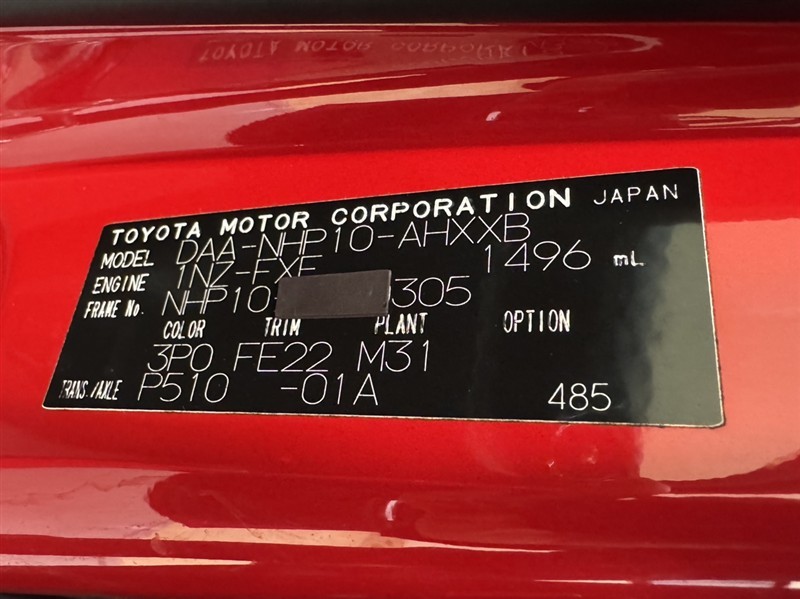 TOYOTA MOTOR CORPORATION JAPAN
MODEL DAA-NHP10-AHXXB
ENGINE 1NZ-FXE 1496 mL
FRAME No. NHP10 305
COLOR TRIM PLANT OPTION
3P0 FE22 M31
TRANS./AXLE P510 -01A 485